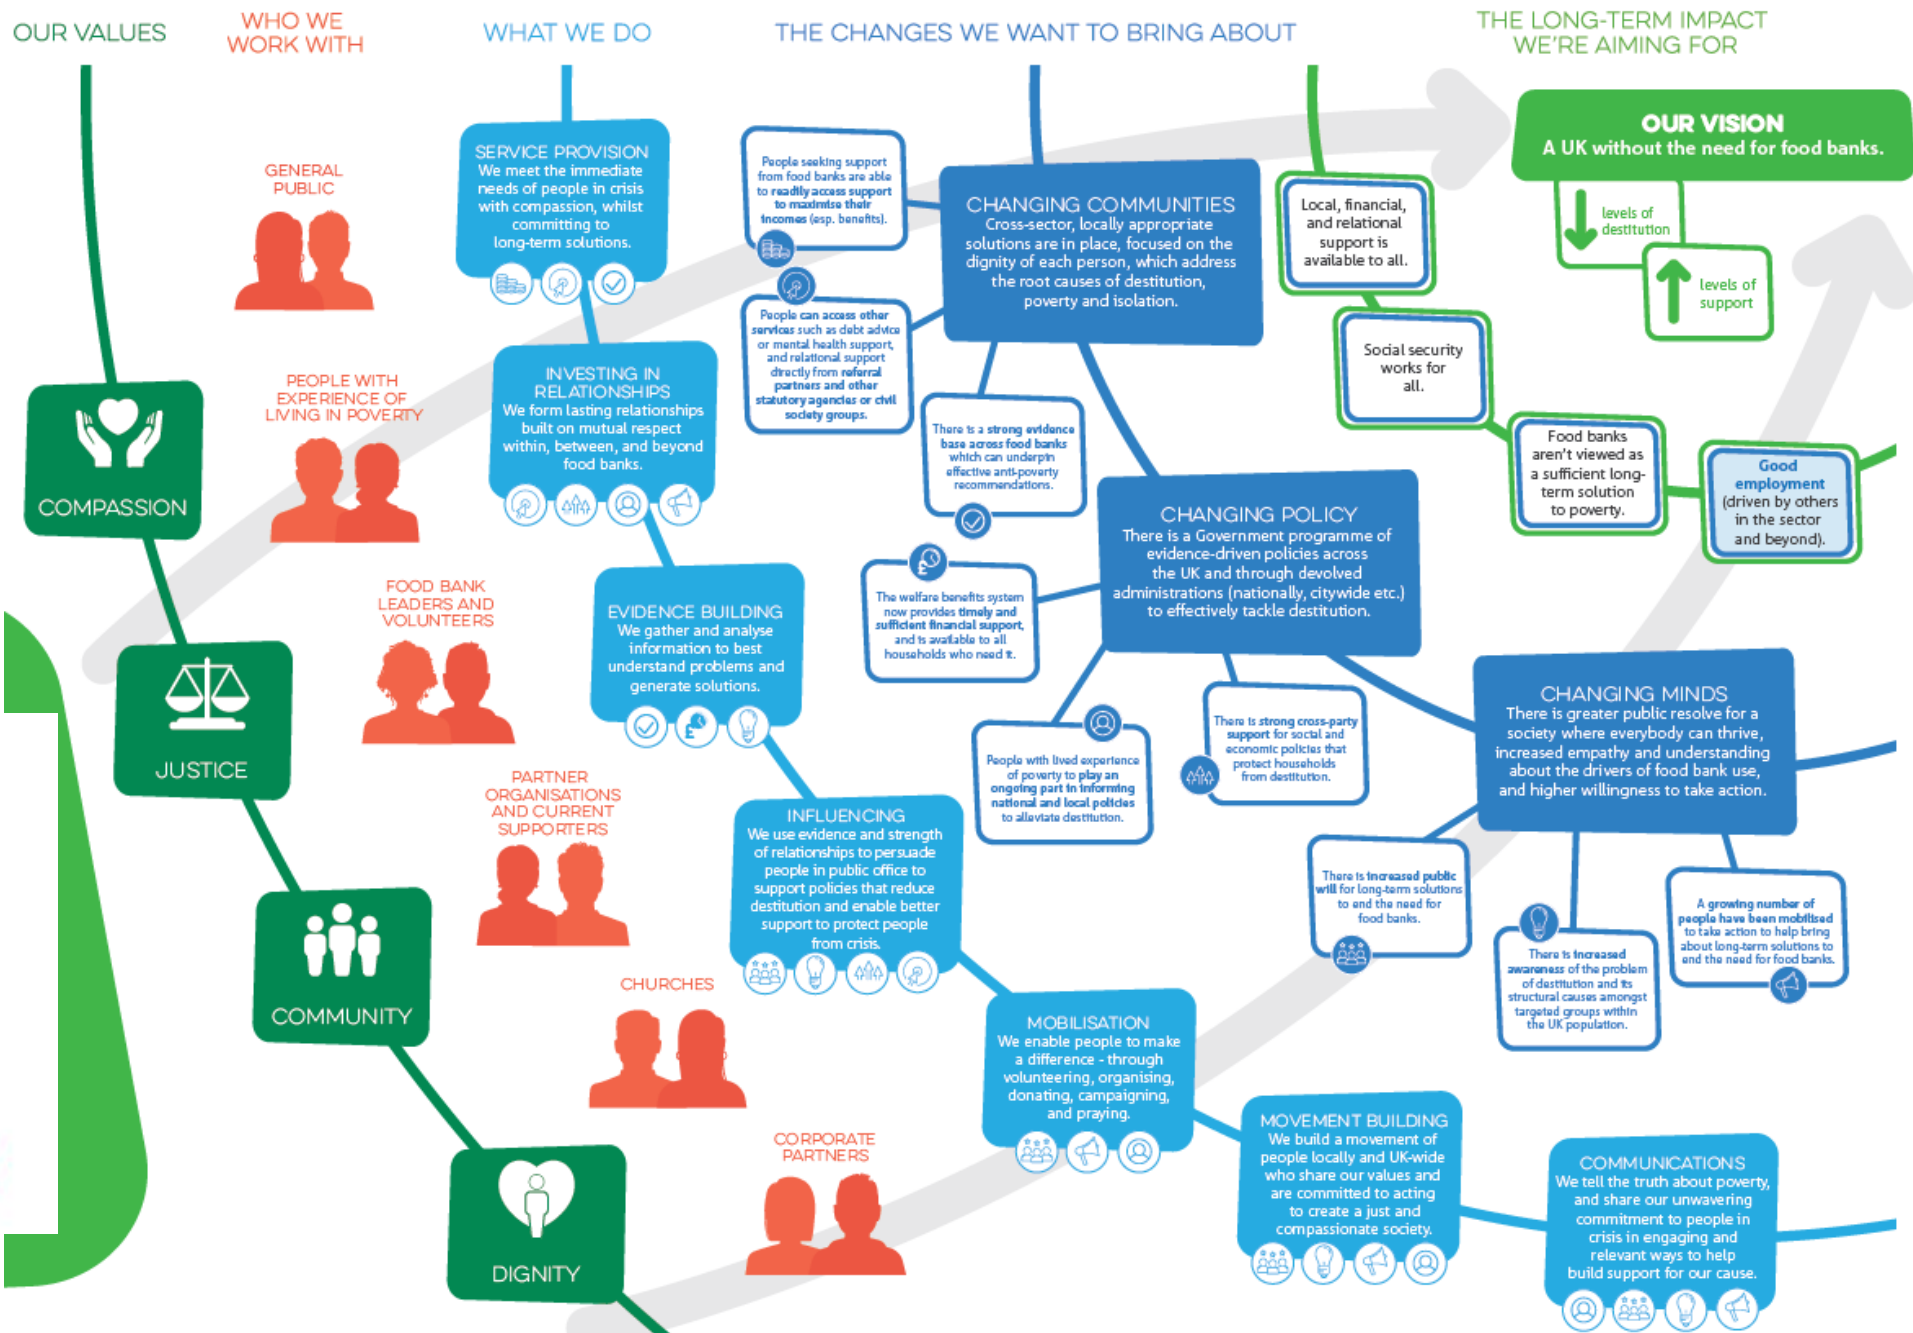 OUR VALUES
WHO WE
WORK WITH
WHAT WE DO
THE CHANGES WE WANT TO BRING ABOUT
THE LONG-TERM IMPACT
WE'RE AIMING FOR
COMPASSION
JUSTICE
COMMUNITY
DIGNITY
GENERAL
PUBLIC
PEOPLE WITH
EXPERIENCE OF
LIVING IN POVERTY
FOOD BANK
LEADERS AND
VOLUNTEERS
PARTNER
ORGANISATIONS
AND CURRENT
SUPPORTERS
CHURCHES
CORPORATE
PARTNERS
SERVICE PROVISION
We meet the immediate
needs of people in crisis
with compassion, whilst
committing to
long-term solutions.
INVESTING IN
RELATIONSHIPS
We form lasting relationships
built on mutual respect
within, between, and beyond
food banks.
EVIDENCE BUILDING
We gather and analyse
information to best
understand problems and
generate solutions.
INFLUENCING
We use evidence and strength
of relationships to persuade
people in public office to
support policies that reduce
destitution and enable better
support to protect people
from crisis.
MOBILISATION
We enable people to make
a difference - through
volunteering, organising,
donating, campaigning,
and praying.
MOVEMENT BUILDING
We build a movement of
people locally and UK-wide
who share our values and
are committed to acting
to create a just and
compassionate society.
COMMUNICATIONS
We tell the truth about poverty,
and share our unwavering
commitment to people in
crisis in engaging and
relevant ways to help
build support for our cause.
People seeking support
from food banks are able
to readily access support
to maximise their
incomes (esp. benefits).
People can access other
services such as debt advice
or mental health support,
and relational support
directly from referral
partners and other
statutory agencies or civil
society groups.
CHANGING COMMUNITIES
Cross-sector, locally appropriate
solutions are in place, focused on the
dignity of each person, which address
the root causes of destitution,
poverty and isolation.
There is a strong evidence
base across food banks
which can underpin
effective anti-poverty
recommendations.
CHANGING POLICY
There is a Government programme of
evidence-driven policies across
the UK and through devolved
administrations (nationally, citywide etc.)
to effectively tackle destitution.
The welfare benefits system
now provides timely and
sufficient financial support,
and is available to all
households who need it.
People with lived experience
of poverty to play an
ongoing part in informing
national and local policies
to alleviate destitution.
There is strong cross-party
support for social and
economic policies that
protect households
from destitution.
CHANGING MINDS
There is greater public resolve for a
society where everybody can thrive,
increased empathy and understanding
about the drivers of food bank use,
and higher willingness to take action.
There is increased public
will for long-term solutions
to end the need for
food banks.
There is increased
awareness of the problem
of destitution and its
structural causes amongst
targeted groups within
the UK population.
A growing number of
people have been mobilised
to take action to help bring
about long-term solutions to
end the need for food banks.
Local, financial,
and relational
support is
available to all.
Social security
works for
all.
Food banks
aren't viewed as
a sufficient long-
term solution
to poverty.
Good
employment
(driven by others
in the sector
and beyond).
OUR VISION
A UK without the need for food banks.
levels of
destitution
levels of
support